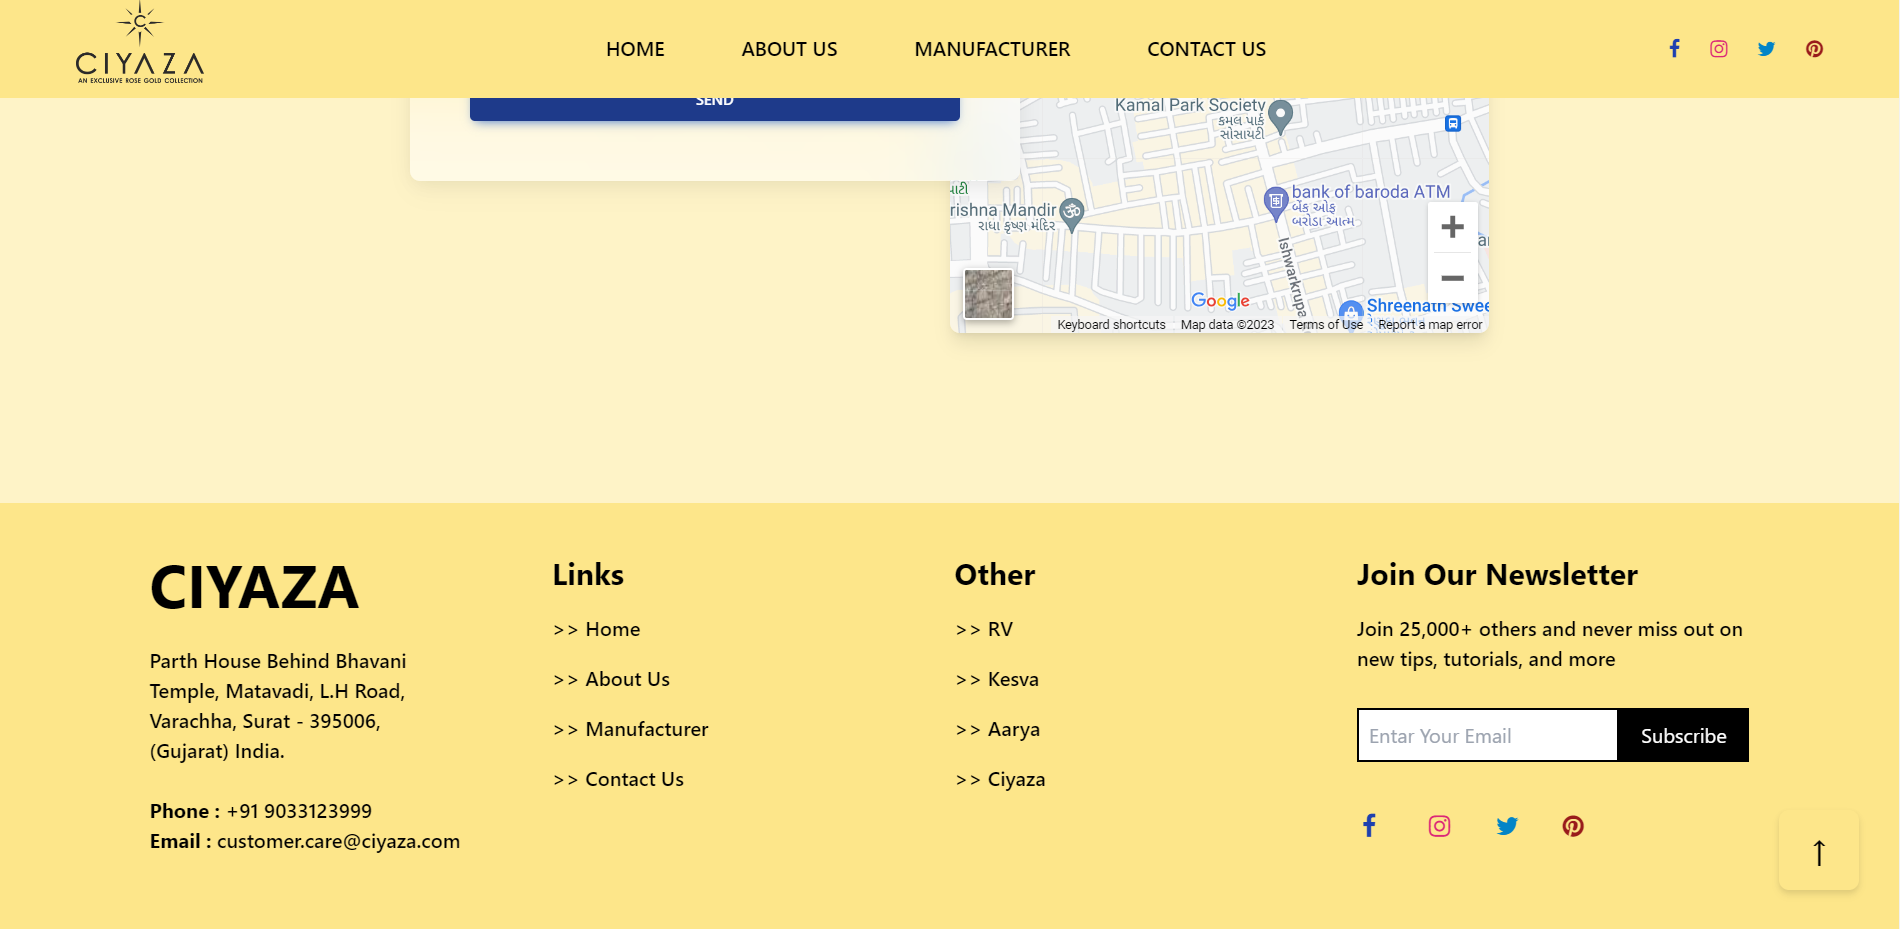 C
CIYAZA
AN EXCLUSIVE ROSE GOLD COLLECTION
HOME
ABOUT US
MANUFACTURER
CONTACT US
SEND
Kamal Park Society
કમલ પાર્ક
સોસાયટી
bank of baroda ATM
બેંક ઓફ
બરોડા આત્મ
rishna Mandir
રાધા કૃષ્ણ મંદિર
Ishwarkrupa
Google
Shreenath Swee
Keyboard shortcuts
Map data ©2023
Terms of Use
Report a map error
CIYAZA
Parth House Behind Bhavani
Temple, Matavadi, L.H Road,
Varachha, Surat - 395006,
(Gujarat) India.
Phone : +91 9033123999
Email : customer.care@ciyaza.com
Links
>> Home
>> About Us
>> Manufacturer
>> Contact Us
Other
>> RV
>> Kesva
>> Aarya
>> Ciyaza
Join Our Newsletter
Join 25,000+ others and never miss out on
new tips, tutorials, and more
Entar Your Email
Subscribe
↑